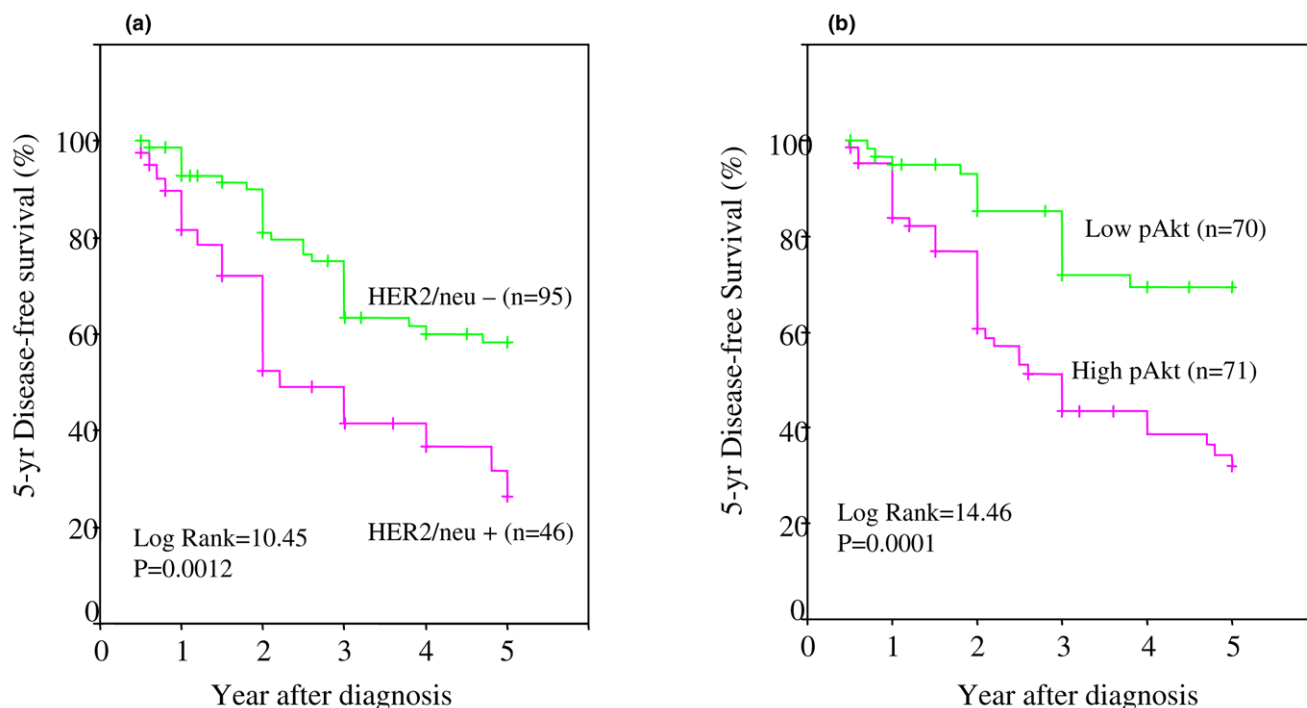 (a)
5-yr Disease-free survival (%)
100
80
60
40
20
0
HER2/neu – (n=95)
HER2/neu + (n=46)
Log Rank=10.45
P=0.0012
0 1 2 3 4 5
Year after diagnosis
(b)
5-yr Disease-free Survival (%)
100
80
60
40
20
0
Low pAkt (n=70)
High pAkt (n=71)
Log Rank=14.46
P=0.0001
0 1 2 3 4 5
Year after diagnosis